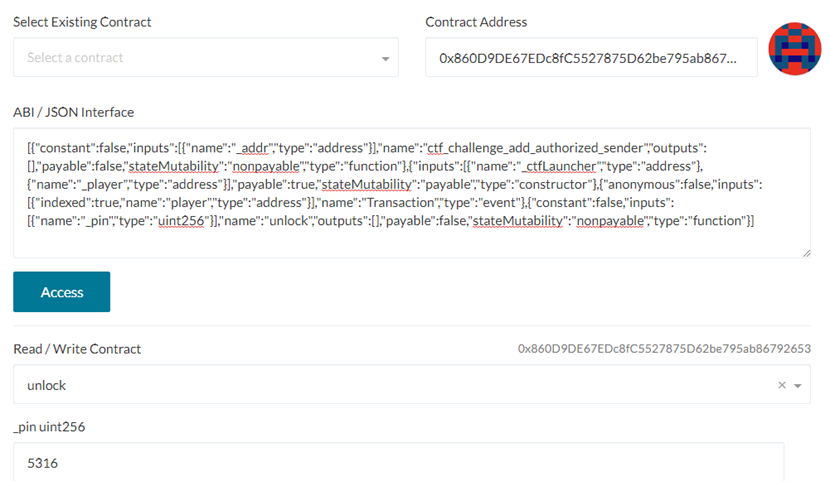 Select Existing Contract
Contract Address
Select a contract
0x860D9DE67EDc8fC5527875D62be795ab867...
ABI / JSON Interface
[{"constant":false,"inputs":[{"name":"_addr","type":"address"}],"name":"ctf_challenge_add_authorized_sender","outputs":
[],"payable":false,"stateMutability":"nonpayable","type":"function"},{"inputs":[{"name":"_ctfLauncher","type":"address"},
{"name":"_player","type":"address"}],"payable":true,"stateMutability":"payable","type":"constructor"},{"anonymous":false,"inputs":
[{"indexed":true,"name":"player","type":"address"}],"name":"Transaction","type":"event"},{"constant":false,"inputs":
[{"name":"_pin","type":"uint256"}],"name":"unlock","outputs":[],"payable":false,"stateMutability":"nonpayable","type":"function"}]
Access
Read / Write Contract
0x860D9DE67EDc8fC5527875D62be795ab86792653
unlock
_pin uint256
5316